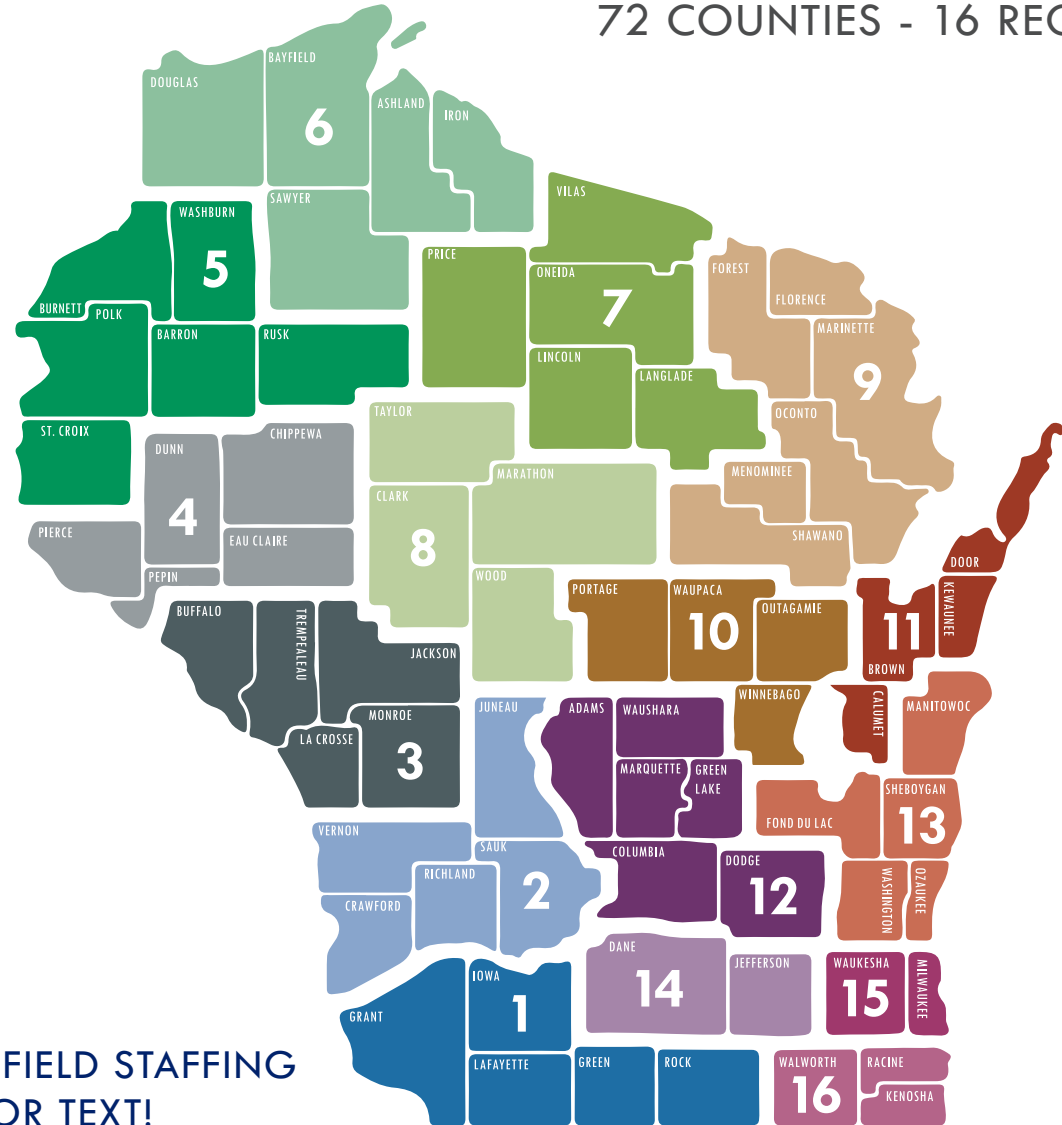 72 COUNTIES - 16 REG
DOUGLAS
BAYFIELD
6
ASHLAND
IRON
SAWYER
VILAS
WASHBURN
5
BURNETT
POLK
BARRON
RUSK
PRICE
ONEIDA
7
LINCOLN
LANGLADE
FOREST
FLORENCE
MARINETTE
9
OCONTO
MENOMINEE
SHAWANO
ST. CROIX
DUNN
CHIPPEWA
4
PIERCE
EAU CLAIRE
PEPIN
TAYLOR
MARATHON
CLARK
8
WOOD
PORTAGE
WAUPACA
10
OUTAGAMIE
WINNEBAGO
DOOR
KEWAUNEE
11
BROWN
CALUMET
MANITOWOC
BUFFALO
TREMPEALEAU
JACKSON
MONROE
LA CROSSE
3
JUNEAU
ADAMS
WAUSHARA
MARQUETTE
GREEN
LAKE
FOND DU LAC
SHEBOYGAN
13
VERNON
SAUK
RICHLAND
2
CRAWFORD
COLUMBIA
DODGE
12
WASHINGTON
OZAUKEE
DANE
14
JEFFERSON
WAUKESHA
15
MILWAUKEE
IOWA
1
GRANT
LAFAYETTE
GREEN
ROCK
WALWORTH
16
RACINE
KENOSHA
FIELD STAFFING
OR TEXT!